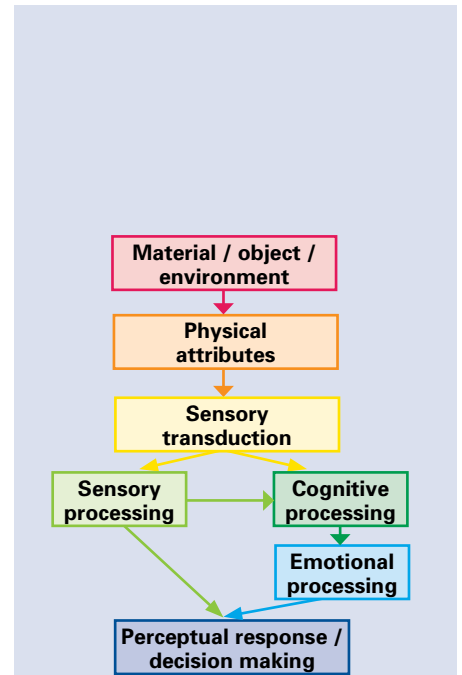 Material / object /
environment
Physical
attributes
Sensory
transduction
Sensory
processing
Cognitive
processing
Emotional
processing
Perceptual response /
decision making